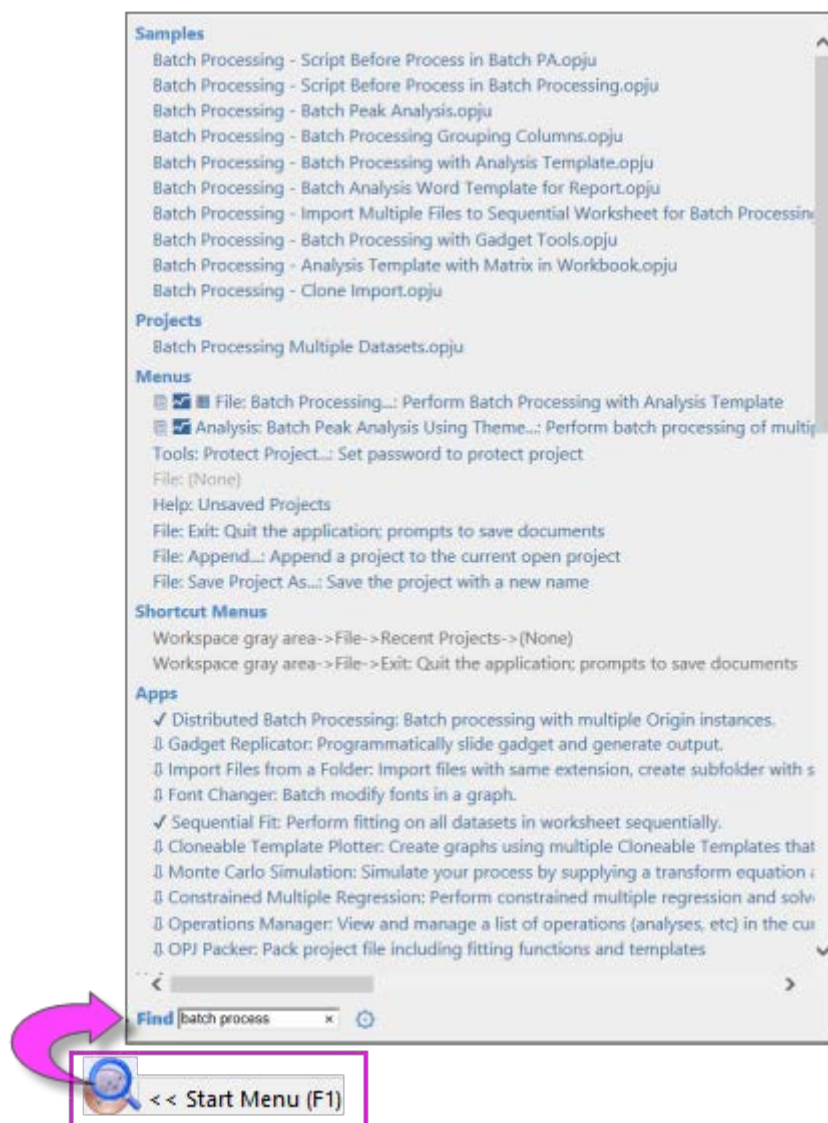 Samples
Batch Processing - Script Before Process in Batch PA.opju
Batch Processing - Script Before Process in Batch Processing.opju
Batch Processing - Batch Peak Analysis.opju
Batch Processing - Batch Processing Grouping Columns.opju
Batch Processing - Batch Processing with Analysis Template.opju
Batch Processing - Batch Analysis Word Template for Report.opju
Batch Processing - Import Multiple Files to Sequential Worksheet for Batch Processin
Batch Processing - Batch Processing with Gadget Tools.opju
Batch Processing - Analysis Template with Matrix in Workbook.opju
Batch Processing - Clone Import.opju
Projects
Batch Processing Multiple Datasets.opju
Menus
File: Batch Processing...: Perform Batch Processing with Analysis Template
Analysis: Batch Peak Analysis Using Theme...: Perform batch processing of multip
Tools: Protect Project...: Set password to protect project
File: (None)
Help: Unsaved Projects
File: Exit: Quit the application; prompts to save documents
File: Append...: Append a project to the current open project
File: Save Project As...: Save the project with a new name
Shortcut Menus
Workspace gray area->File->Recent Projects->(None)
Workspace gray area->File->Exit: Quit the application; prompts to save documents
Apps
✓ Distributed Batch Processing: Batch processing with multiple Origin instances.
Gadget Replicator: Programmatically slide gadget and generate output.
Import Files from a Folder: Import files with same extension, create subfolder with s
Font Changer: Batch modify fonts in a graph.
✓ Sequential Fit: Perform fitting on all datasets in worksheet sequentially.
Cloneable Template Plotter: Create graphs using multiple Cloneable Templates that
Monte Carlo Simulation: Simulate your process by supplying a transform equation
Constrained Multiple Regression: Perform constrained multiple regression and solv
Operations Manager: View and manage a list of operations (analyses, etc) in the cur
OPJ Packer: Pack project file including fitting functions and templates
Find batch process ×
<< Start Menu (F1)